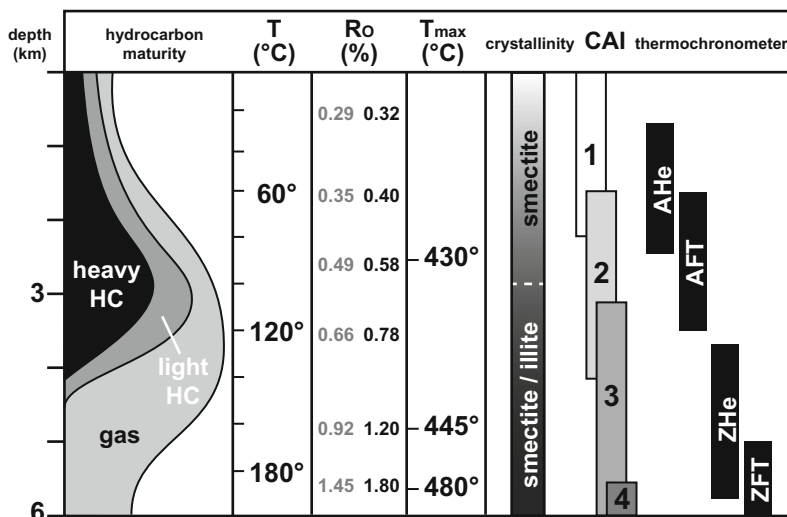 depth
(km)
hydrocarbon
maturity
T
(°C)
Ro
(%)
Tmax
(°C)
crystallinity CAI thermochronometer
0.29 0.32
60°
0.35 0.40
0.49 0.58
430°
3
120°
0.66 0.78
0.92 1.20
445°
180°
1.45 1.80
480°
6
heavy
HC
light
HC
gas
smectite
smectite / illite
1
2
3
4
AHe
AFT
ZHe
ZFT